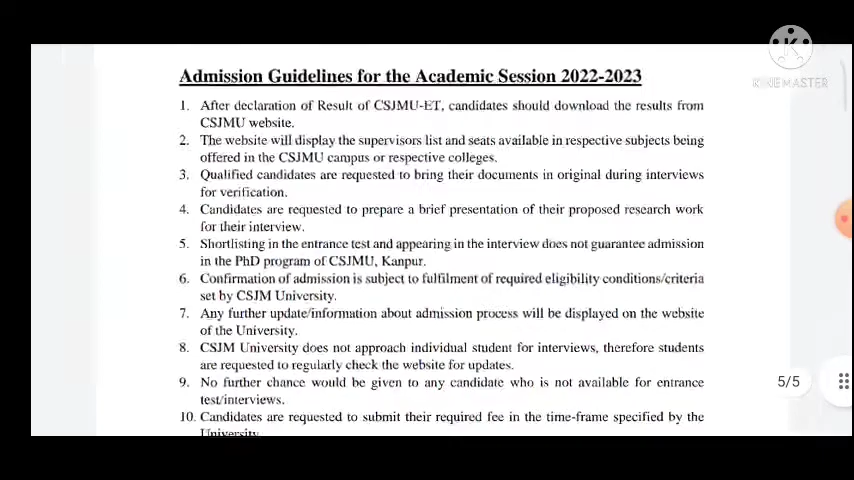 Admission Guidelines for the Academic Session 2022-2023
1. After declaration of Result of CSJMU-ET, candidates should download the results from
CSJMU website.
2. The website will display the supervisors list and seats available in respective subjects being
offered in the CSJMU campus or respective colleges.
3. Qualified candidates are requested to bring their documents in original during interviews
for verification.
4. Candidates are requested to prepare a brief presentation of their proposed research work
for their interview.
5. Shortlisting in the entrance test and appearing in the interview does not guarantee admission
in the PhD program of CSJMU, Kanpur.
6. Confirmation of admission is subject to fulfilment of required eligibility conditions/criteria
set by CSJM University.
7. Any further update/information about admission process will be displayed on the website
of the University.
8. CSJM University does not approach individual student for interviews, therefore students
are requested to regularly check the website for updates.
9. No further chance would be given to any candidate who is not available for entrance
test/interviews.
10. Candidates are requested to submit their required fee in the time-frame specified by the
University.
5/5
K
KINEMASTER